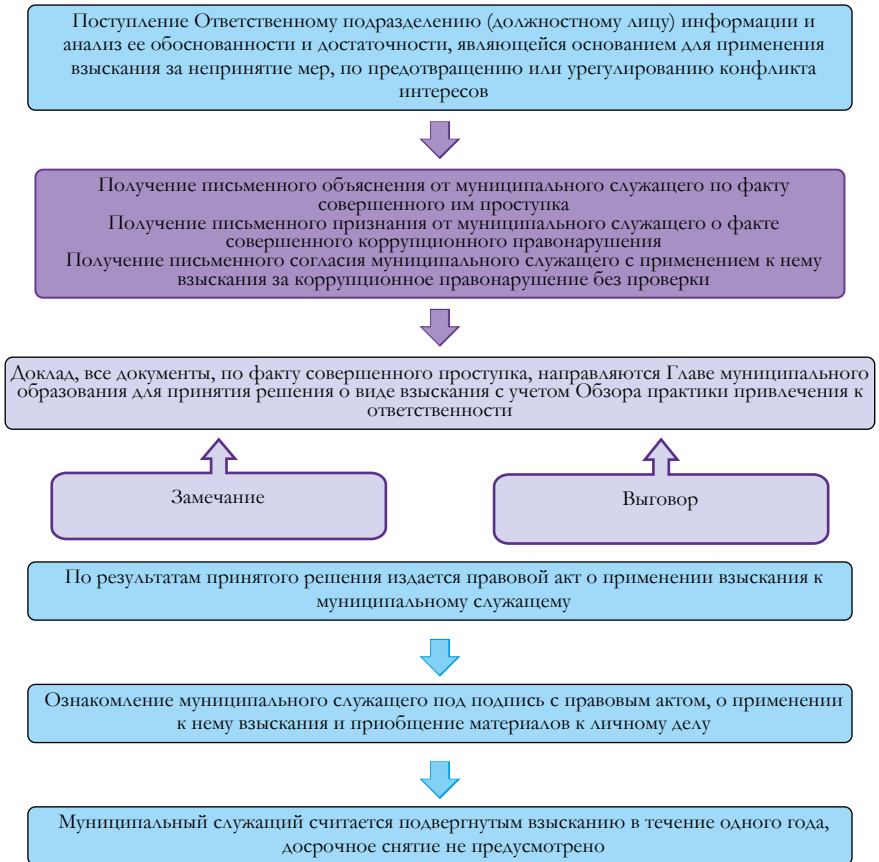 Поступление Ответственному подразделению (должностному лицу) информации и
анализ ее обоснованности и достаточности, являющейся основанием для применения
взыскания за непринятие мер, по предотвращению или урегулированию конфликта
интересов
Получение письменного объяснения от муниципального служащего по факту
совершенного им проступка
Получение письменного признания от муниципального служащего о факте
совершенного коррупционного правонарушения
Получение письменного согласия муниципального служащего с применением к нему
взыскания за коррупционное правонарушение без проверки
Доклад, все документы, по факту совершенного проступка, направляются Главе муниципального
образования для принятия решения о виде взыскания с учетом Обзора практики привлечения к
ответственности
Замечание
Выговор
По результатам принятого решения издается правовой акт о применении взыскания к
муниципальному служащему
Ознакомление муниципального служащего под подпись с правовым актом, о применении
к нему взыскания и приобщение материалов к личному делу
Муниципальный служащий считается подвергнутым взысканию в течение одного года,
досрочное снятие не предусмотрено